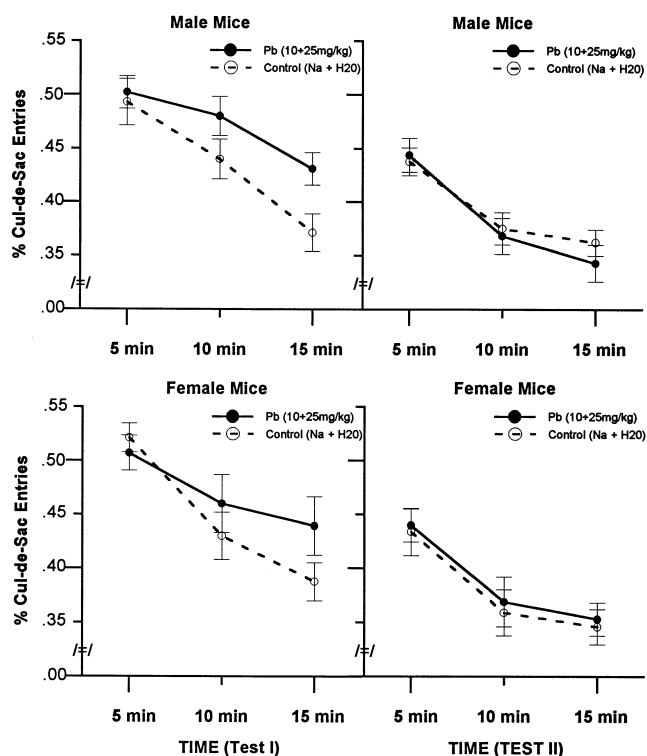 Male Mice
Pb (10+25mg/kg)
Control (Na + H20)
Male Mice
Pb (10+25mg/kg)
Control (Na + H20)
% Cul-de-Sac Entries
.55
.50
.45
.40
.35
.00
5 min 10 min 15 min
5 min 10 min 15 min
Female Mice
Pb (10+25mg/kg)
Control (Na + H20)
Female Mice
Pb (10+25mg/kg)
Control (Na + H20)
% Cul-de-Sac Entries
.55
.50
.45
.40
.35
.00
5 min 10 min 15 min
5 min 10 min 15 min
TIME (Test I)
TIME (TEST II)